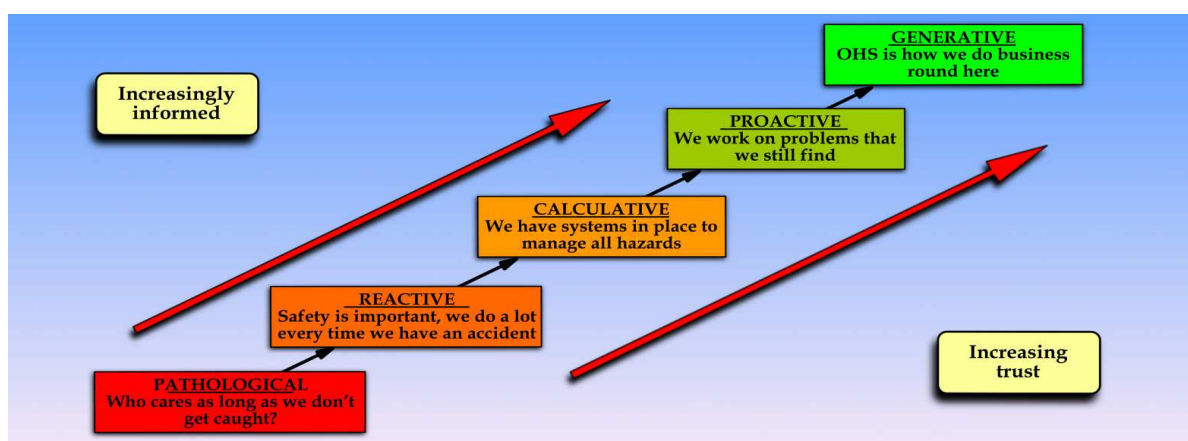 GENERATIVE
OHS is how we do business
round here
Increasingly
informed
PROACTIVE
We work on problems that
we still find
CALCULATIVE
We have systems in place to
manage all hazards
REACTIVE
Safety is important, we do a lot
every time we have an accident
Increasing
trust
PATHOLOGICAL
Who cares as long as we don't
get caught?